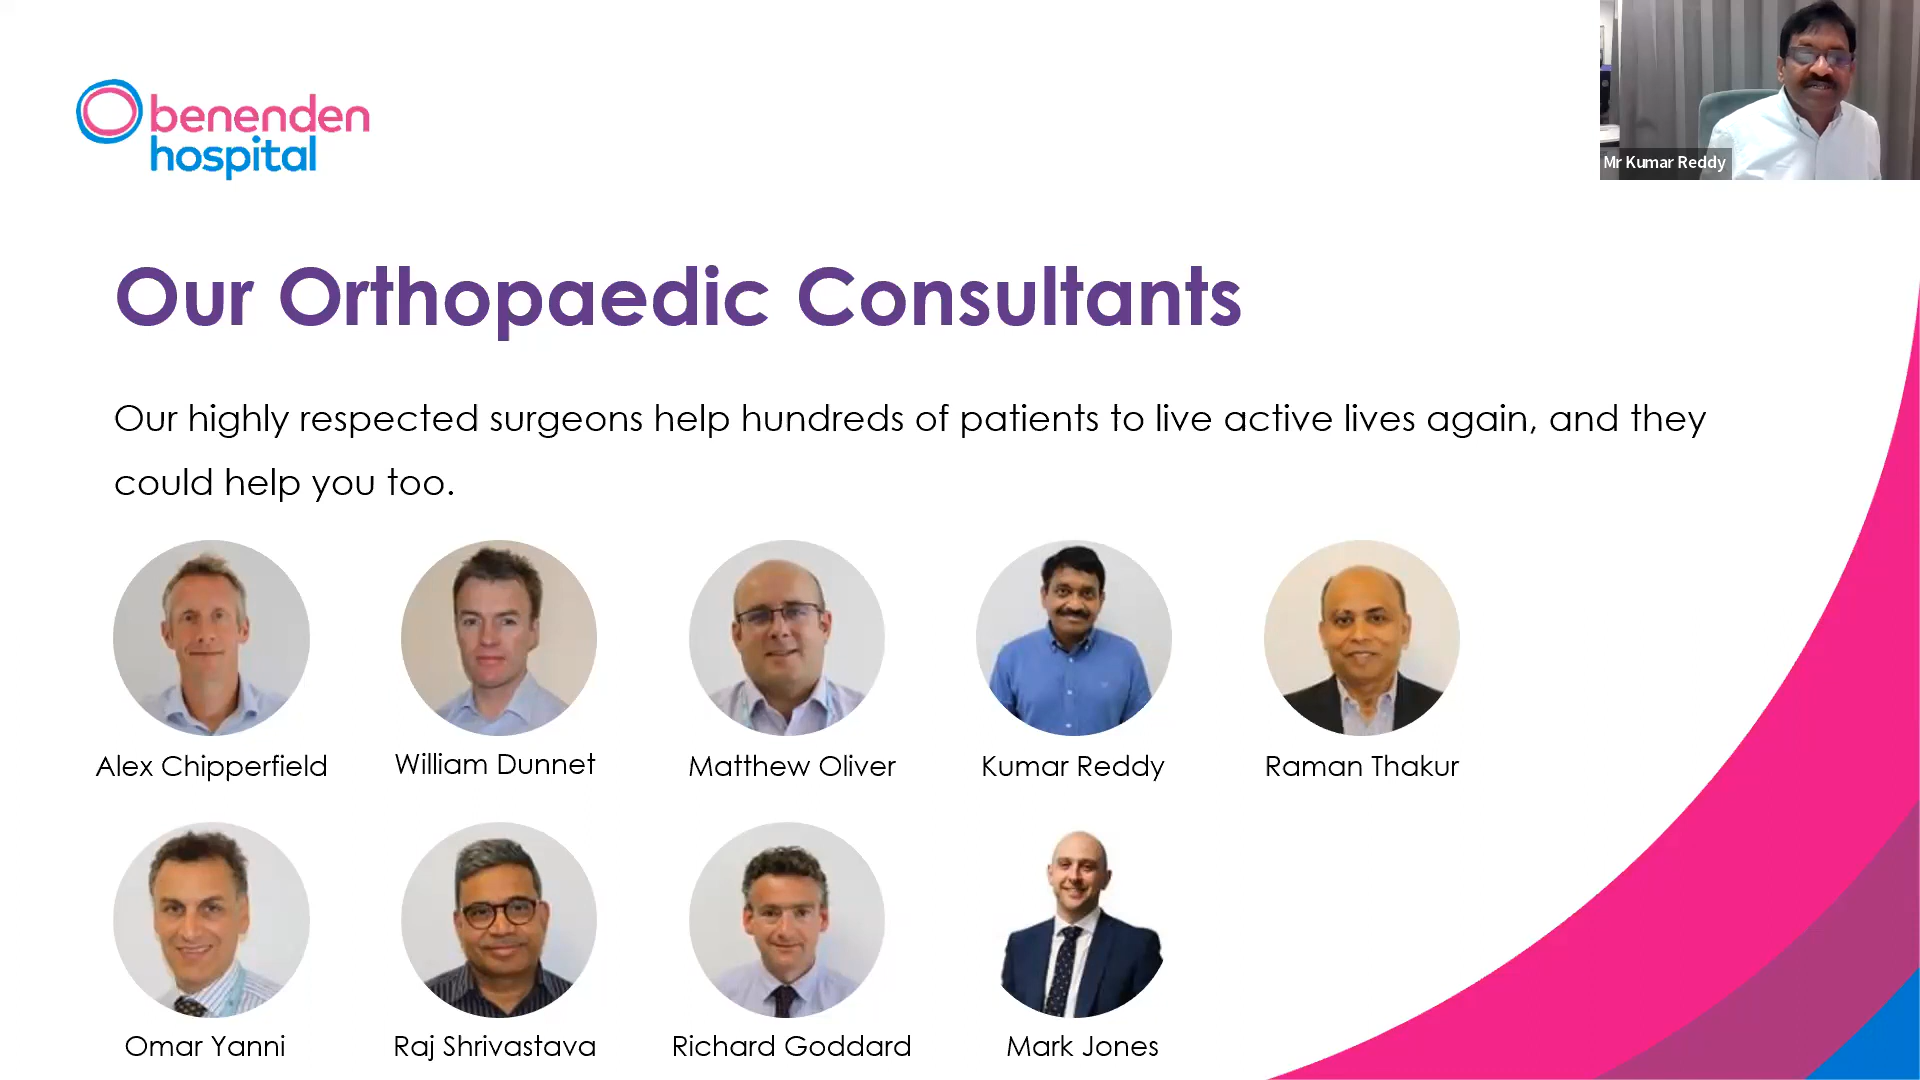 benenden
hospital
Mr Kumar Reddy
Our Orthopaedic Consultants
Our highly respected surgeons help hundreds of patients to live active lives again, and they
could help you too.
Alex Chipperfield
William Dunnet
Matthew Oliver
Kumar Reddy
Raman Thakur
Omar Yanni
Raj Shrivastava
Richard Goddard
Mark Jones